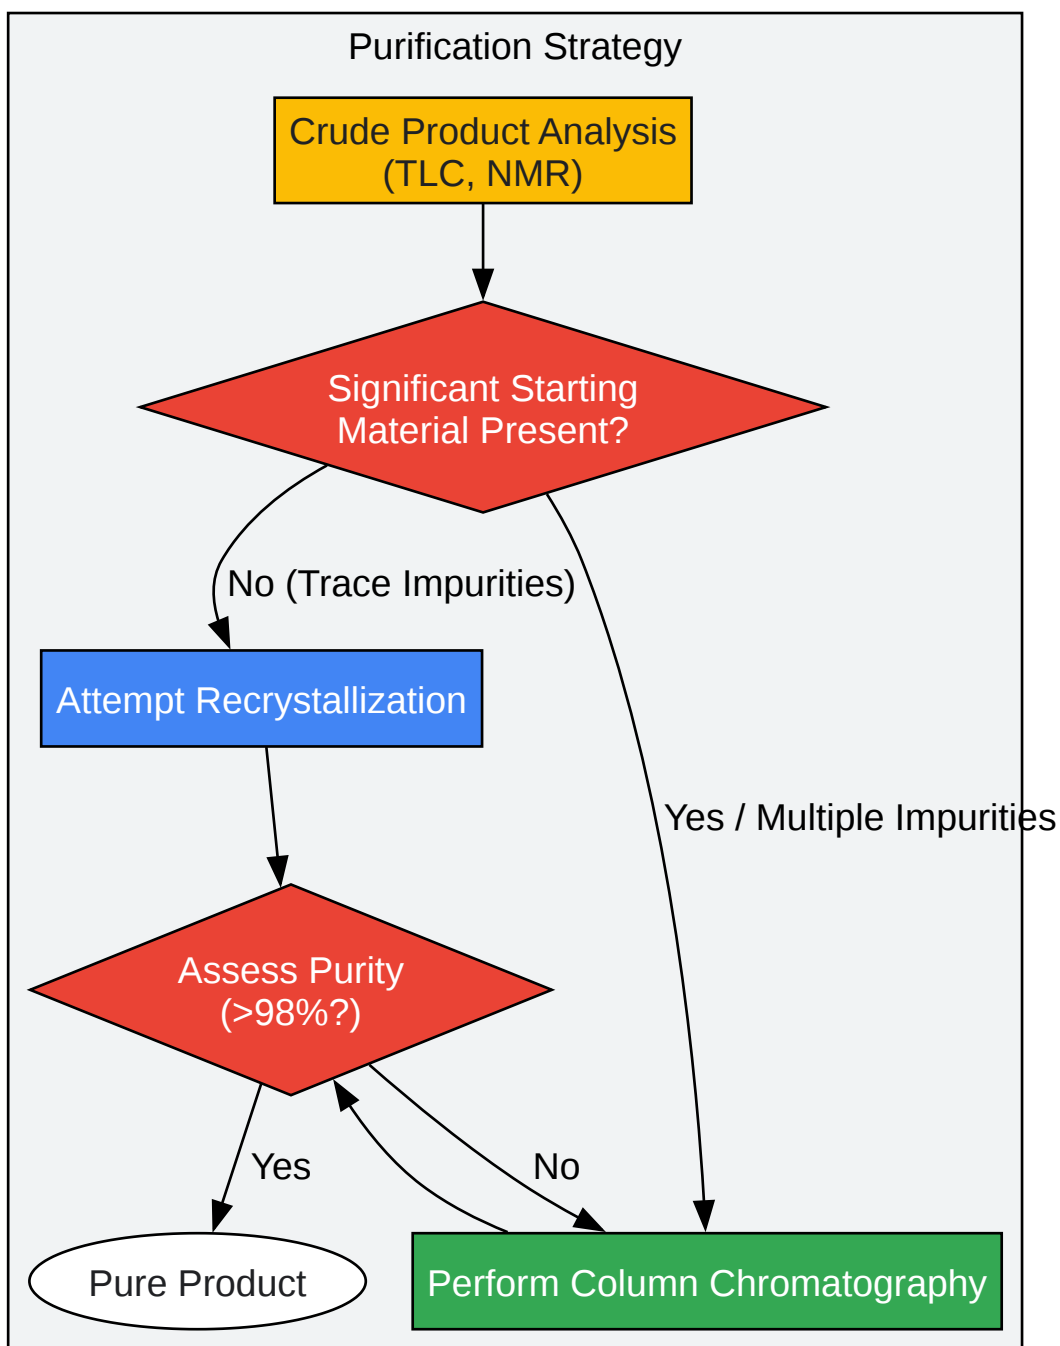 Purification Strategy
Crude Product Analysis
(TLC, NMR)
Significant Starting
Material Present?
No (Trace Impurities)
Attempt Recrystallization
Yes / Multiple Impurities
Assess Purity
(>98%?)
Yes
No
Pure Product
Perform Column Chromatography